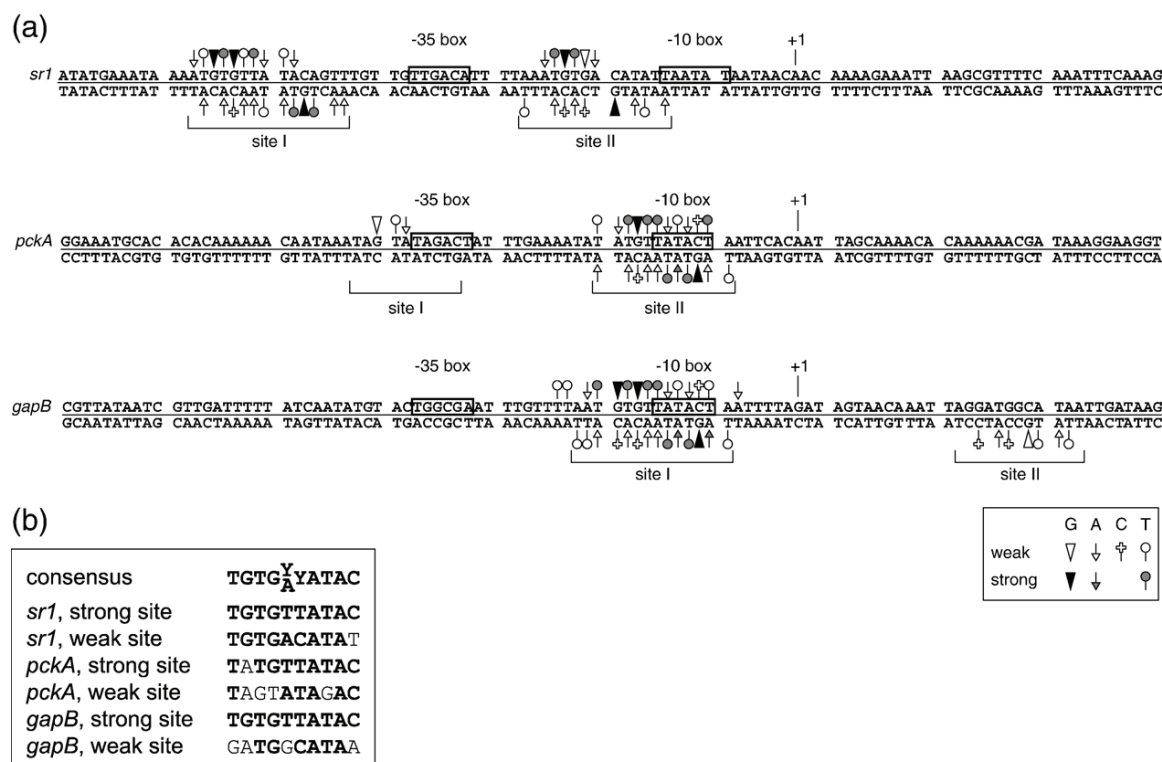 (a)
-35 box -10 box +1
sr1 ATATGAAATA AAATGTGTTA TACAGTTTGT TGTTGACATT TTAAATGTGA CATATTAATA TAATAACAAC AAAAGAAATT AAGCGTTTTC AAATTTCAAAG
TATACTTTAT TTTACACAAT ATGTCAAACA ACAACTGTAAA AATTTACACT GTATAATTAT ATTATTGTTG TTTTCTTTAA TTCGCAAAAG TTTAAAGTTTC
site I site II
-35 box -10 box +1
pckA GGAAATGCAC ACACAAAAAA CAATAAATAG TATAGACTAT TTGAAAATAT ATGTTATACT AATTCACAAT TAGCAAAACA CAAAAAACGA TAAAGGAAGGT
CCTTTACGTG TGTGTTTTTT GTTATTTATC ATATCTGATA AACTTTTATA TACAATATGA TTAAGTGTTA ATCGTTTTGT GTTTTTTGCT ATTTCCTTCCA
site I site II
-35 box -10 box +1
gapB CGTTATAATC GTTGATTTTT ATCAATATGT ACTGGCGAAT TTGTTTTAAT GTGTTATACT AATTTTAGAT AGTAACAAAT TAGGATGGCA TAATTGATAAG
GCAATATTAG CAACTAAAAA TAGTTATACA TGACCGCTTA AACAAAATTA CACAATATGA TTAAAATCTA TCATTGTTTA ATCCTACCGT ATTAACTATTC
site I site II
(b)
consensus TGTGY/AYATAC
sr1, strong site TGTGTTATAC
sr1, weak site TGTGACATAT
pckA, strong site TATGTTATAC
pckA, weak site TAGTATAGAC
gapB, strong site TGTGTTATAC
gapB, weak site GATGGCATAA
G A C T
weak
strong